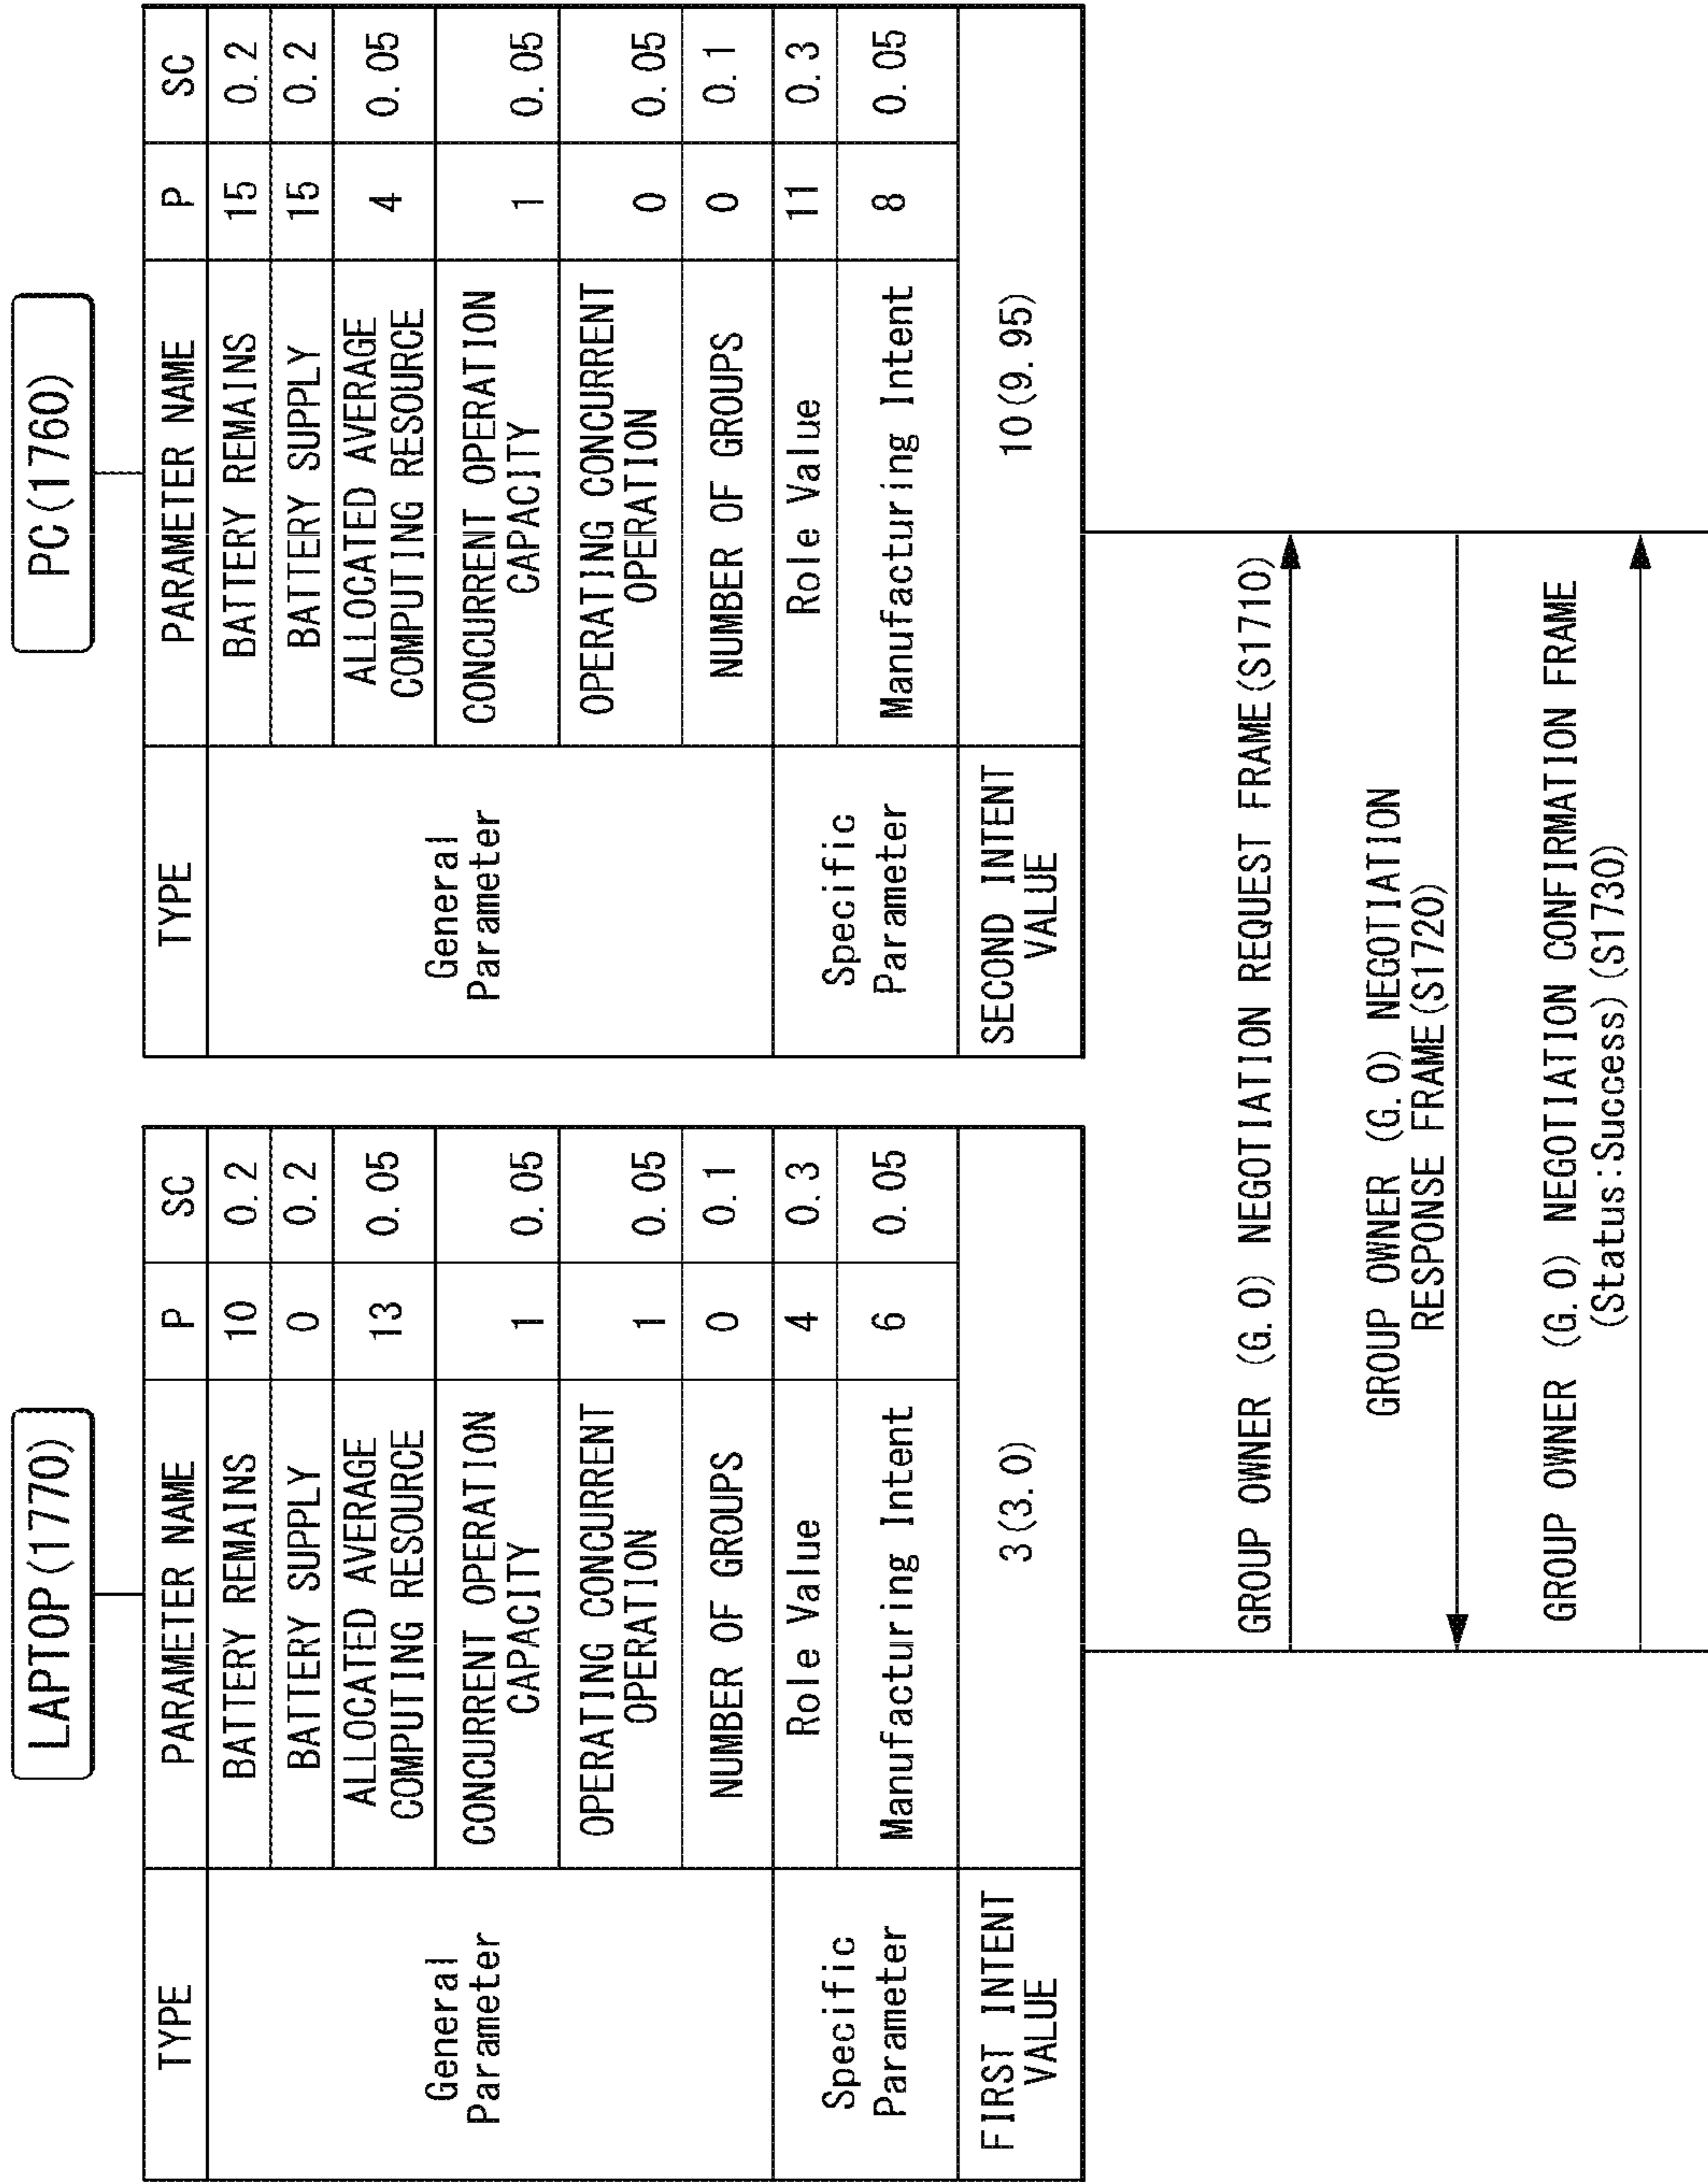 LAPTOP(1770)
TYPE PARAMETER NAME P SC
General
Parameter
BATTERY REMAINS 10 0.2
BATTERY SUPPLY 0 0.2
ALLOCATED AVERAGE
COMPUTING RESOURCE 13 0.05
CONCURRENT OPERATION
CAPACITY 1 0.05
OPERATING CONCURRENT
OPERATION 1 0.05
NUMBER OF GROUPS 0 0.1
Specific
Parameter
Role Value 4 0.3
Manufacturing Intent 6 0.05
FIRST INTENT
VALUE
3(3.0)
PC(1760)
TYPE PARAMETER NAME P SC
General
Parameter
BATTERY REMAINS 15 0.2
BATTERY SUPPLY 15 0.2
ALLOCATED AVERAGE
COMPUTING RESOURCE 4 0.05
CONCURRENT OPERATION
CAPACITY 1 0.05
OPERATING CONCURRENT
OPERATION 0 0.05
NUMBER OF GROUPS 0 0.1
Specific
Parameter
Role Value 11 0.3
Manufacturing Intent 8 0.05
SECOND INTENT
VALUE
10(9.95)
GROUP OWNER (G.O) NEGOTIATION REQUEST FRAME(S1710)
GROUP OWNER (G.O) NEGOTIATION
RESPONSE FRAME(S1720)
GROUP OWNER (G.O) NEGOTIATION CONFIRMATION FRAME
(Status:Success)(S1730)